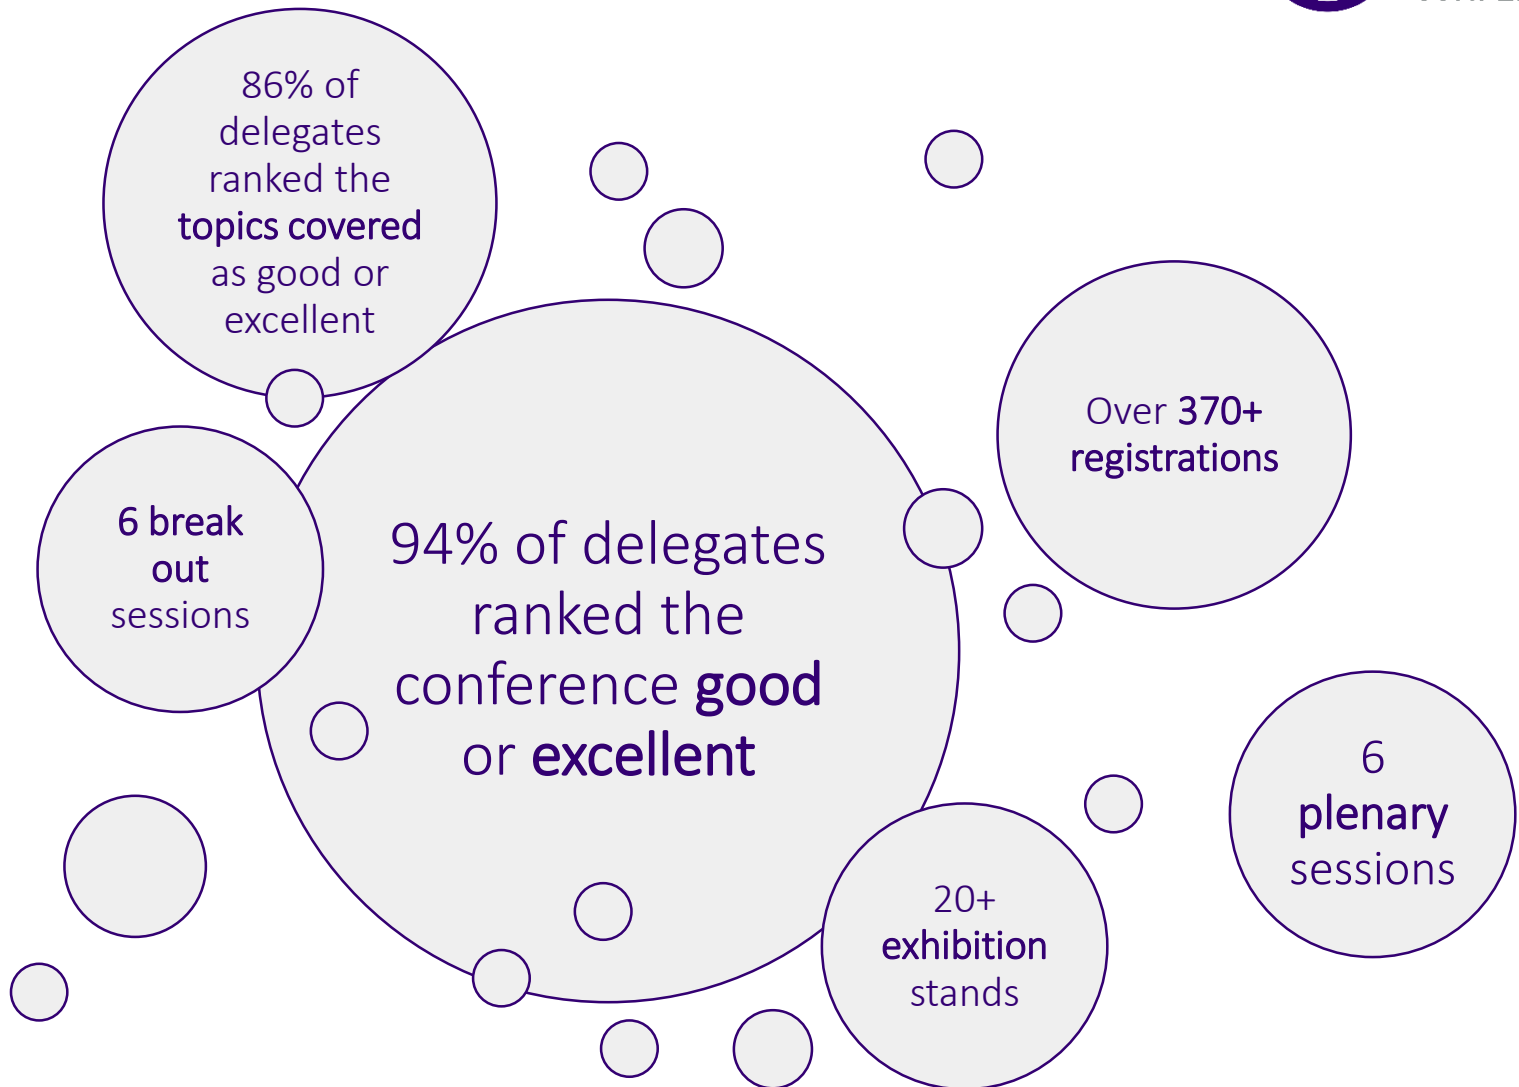 86% of
delegates
ranked the
topics covered
as good or
excellent
Over 370+
registrations
6 break
out
sessions
94% of delegates
ranked the
conference good
or excellent
6
plenary
sessions
20+
exhibition
stands